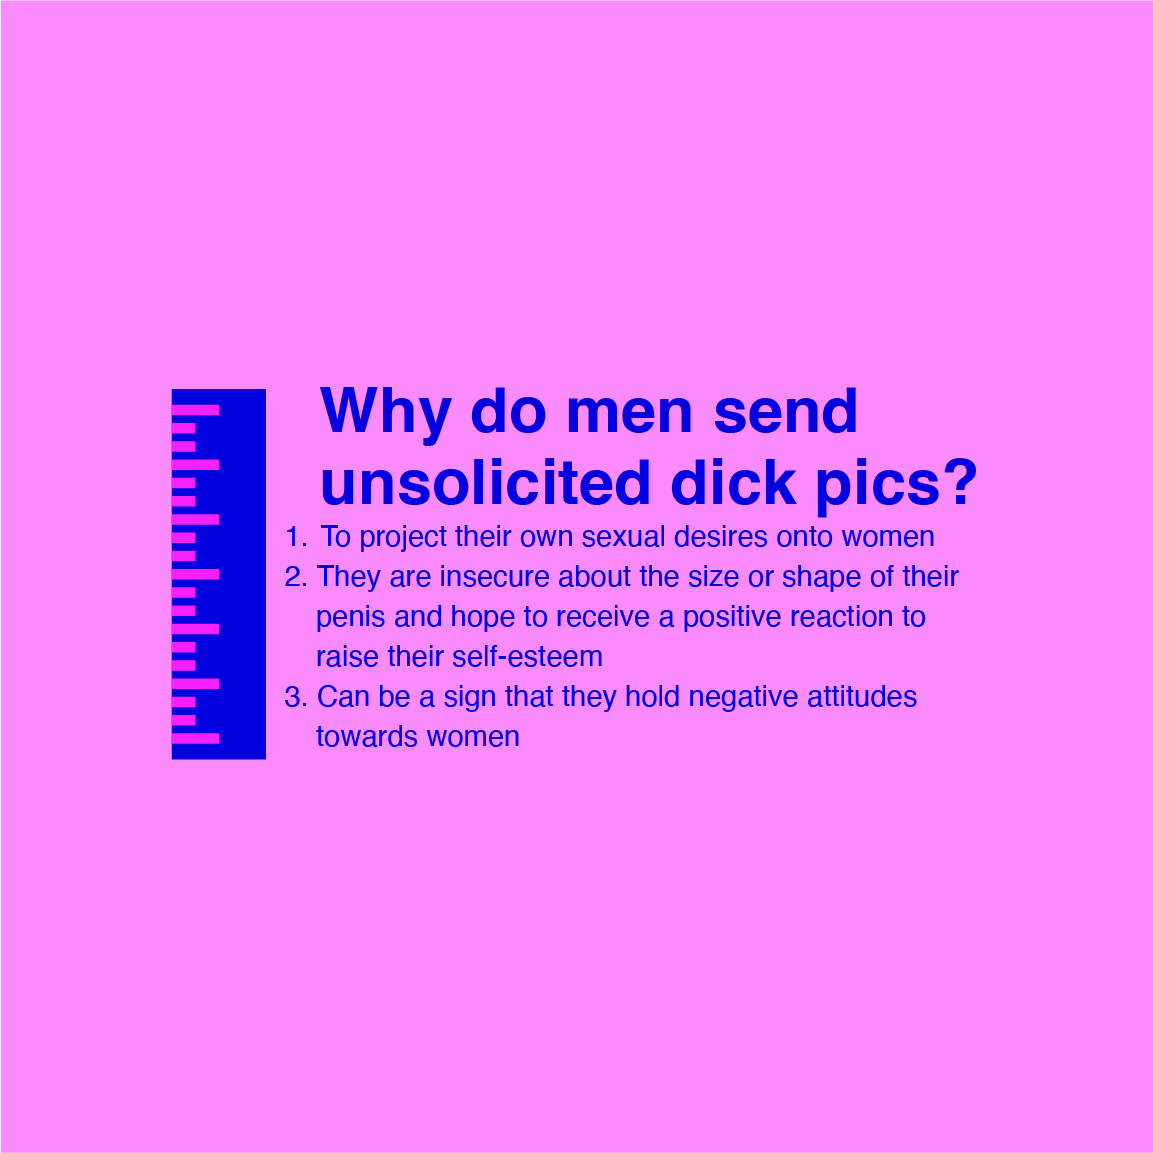 Why do men send
unsolicited dick pics?
1. To project their own sexual desires onto women
2. They are insecure about the size or shape of their
penis and hope to receive a positive reaction to
raise their self-esteem
3. Can be a sign that they hold negative attitudes
towards women